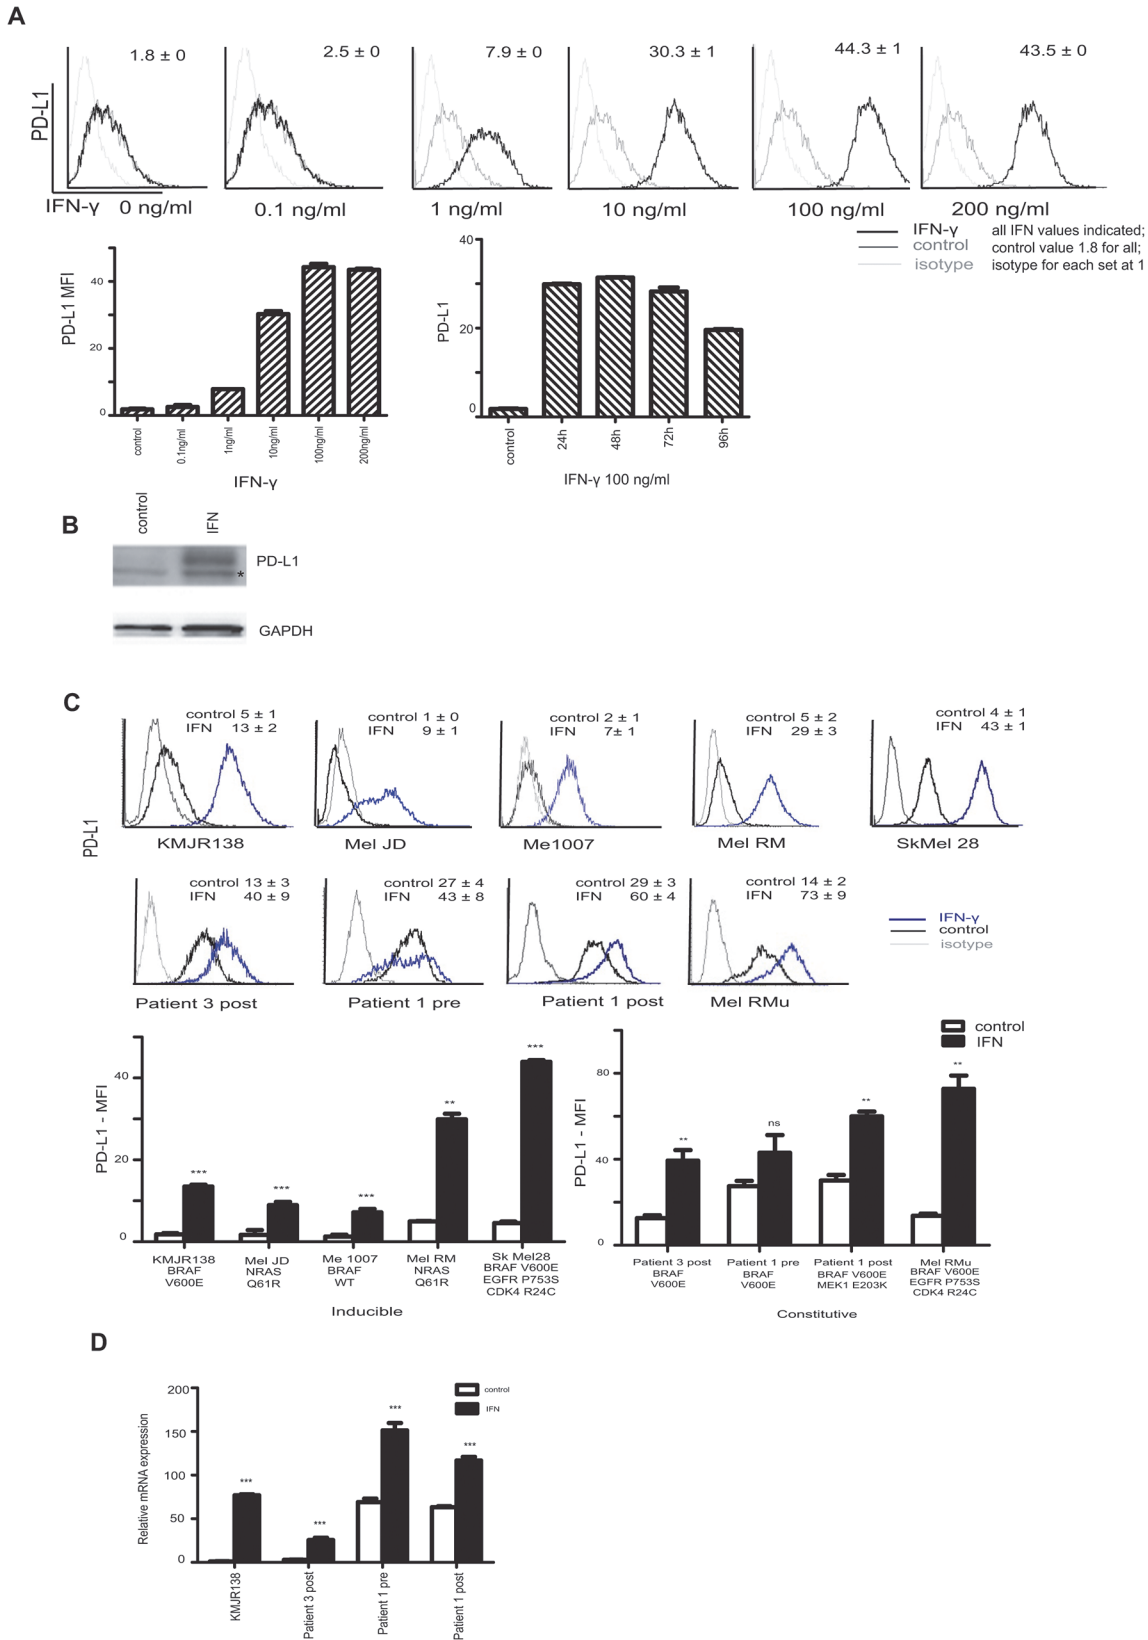 A
1.8 ± 0
2.5 ± 0
7.9 ± 0
30.3 ± 1
44.3 ± 1
43.5 ± 0
PD-L1
IFN-γ 0 ng/ml
0.1 ng/ml
1 ng/ml
10 ng/ml
100 ng/ml
200 ng/ml
IFN-γ all IFN values indicated;
control control value 1.8 for all;
isotype isotype for each set at 1
PD-L1 MFI
40
20
0
control
0.1ng/ml
1ng/ml
10ng/ml
100ng/ml
200ng/ml
IFN-γ
PD-L1
40
20
0
control
24h
48h
72h
96h
IFN-γ 100 ng/ml
B
control
IFN
PD-L1
*
GAPDH
C
PD-L1
control 5 ± 1
IFN 13 ± 2
KMJR138
control 1 ± 0
IFN 9 ± 1
Mel JD
control 2 ± 1
IFN 7± 1
Me1007
control 5 ± 2
IFN 29 ± 3
Mel RM
control 4 ± 1
IFN 43 ± 1
SkMel 28
control 13 ± 3
IFN 40 ± 9
Patient 3 post
control 27 ± 4
IFN 43 ± 8
Patient 1 pre
control 29 ± 3
IFN 60 ± 4
Patient 1 post
control 14 ± 2
IFN 73 ± 9
Mel RMu
IFN-γ
control
isotype
PD-L1 - MFI
40
20
0
***
***
***
**
***
KMJR138
BRAF
V600E
Mel JD
NRAS
Q61R
Me 1007
BRAF
WT
Mel RM
NRAS
Q61R
Sk Mel28
BRAF V600E
EGFR P753S
CDK4 R24C
Inducible
control
IFN
PD-L1 - MFI
80
40
0
**
ns
**
**
Patient 3 post
BRAF
V600E
Patient 1 pre
BRAF
V600E
Patient 1 post
BRAF V600E
MEK1 E203K
Mel RMu
BRAF V600E
EGFR P753S
CDK4 R24C
Constitutive
D
Relative mRNA expression
200
150
100
50
0
control
IFN
***
***
***
***
KMJR138
Patient 3 post
Patient 1 pre
Patient 1 post